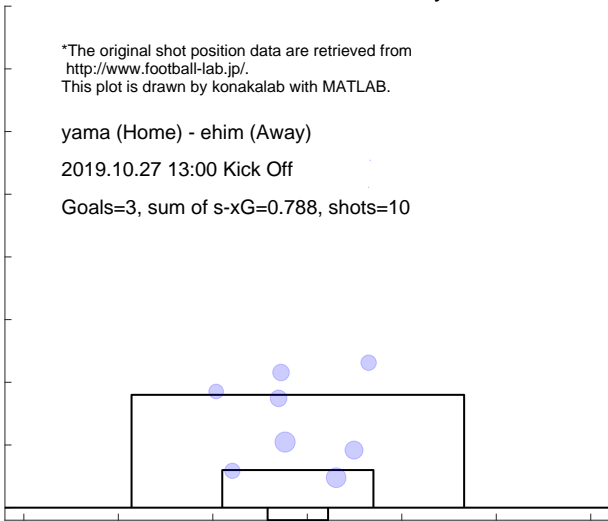 *The original shot position data are retrieved from
http://www.football-lab.jp/.
This plot is drawn by konakalab with MATLAB.
yama (Home) - ehim (Away)
2019.10.27 13:00 Kick Off
Goals=3, sum of s-xG=0.788, shots=10